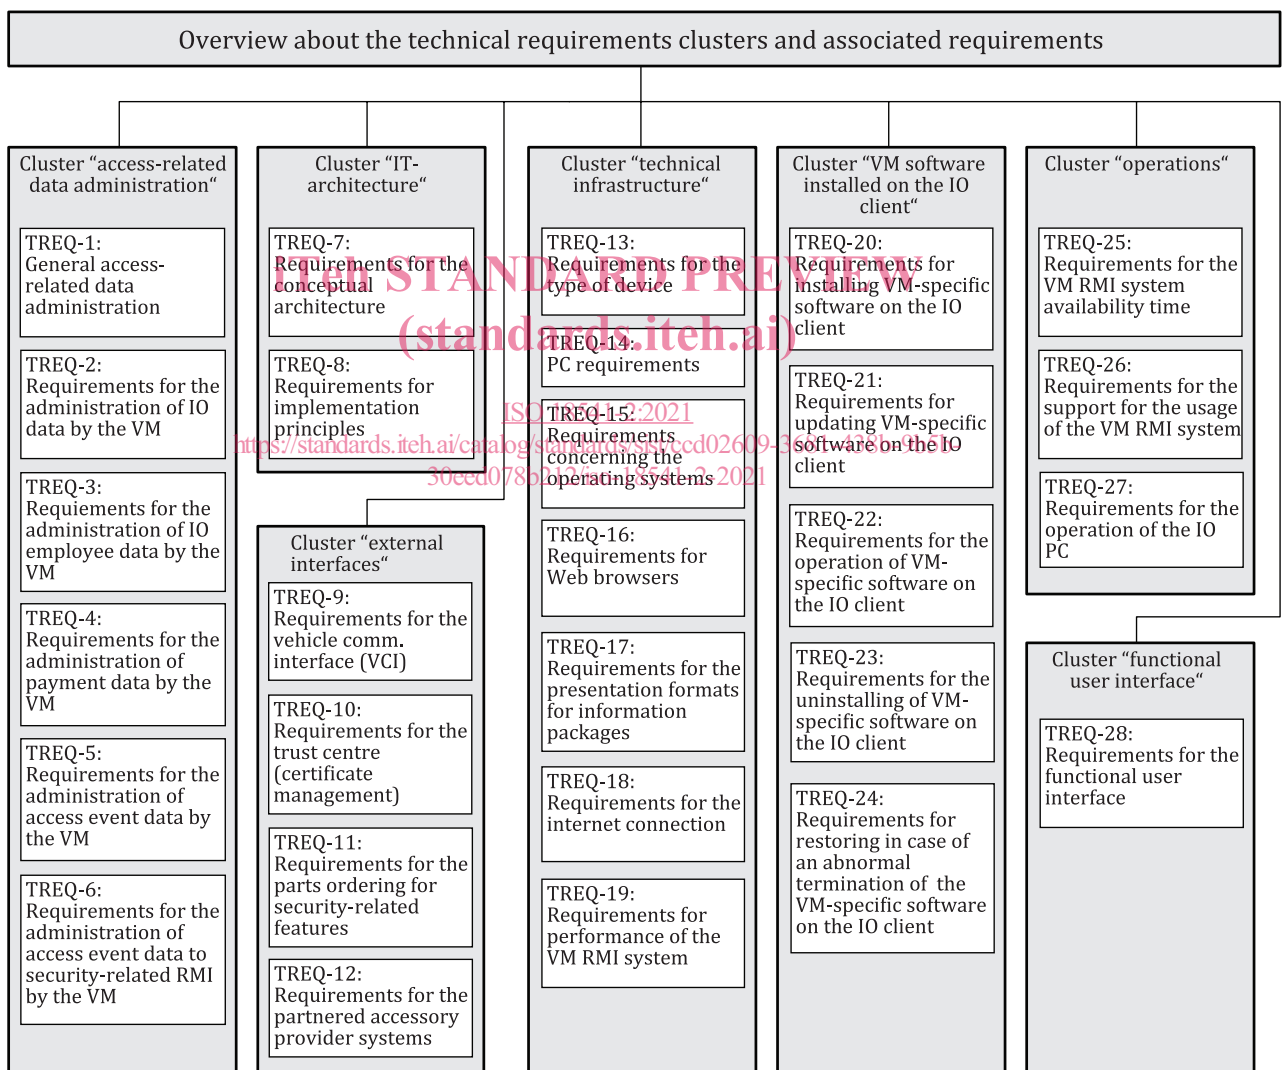 Overview about the technical requirements clusters and associated requirements
Cluster “access-related
data administration“
TREQ-1:
General access-
related data
administration
TREQ-2:
Requirements for the
administration of IO
data by the VM
TREQ-3:
Requiements for the
administration of IO
employee data by the
VM
TREQ-4:
Requirements for the
administration of
payment data by the
VM
TREQ-5:
Requirements for the
administration of
access event data by
the VM
TREQ-6:
Requirements for the
administration of
access event data to
security-related RMI
by the VM
Cluster “IT-
architecture“
TREQ-7:
Requirements for the
conceptual
architecture
TREQ-8:
Requirements for
implementation
principles
Cluster “external
interfaces“
TREQ-9:
Requirements for the
vehicle comm.
interface (VCI)
TREQ-10:
Requirements for the
trust centre
(certificate
management)
TREQ-11:
Requirements for the
parts ordering for
security-related
features
TREQ-12:
Requirements for the
partnered accessory
provider systems
Cluster “technical
infrastructure“
TREQ-13:
Requirements for the
type of device
TREQ-14:
PC requirements
TREQ-15:
Requirements
concerning the
operating systems
TREQ-16:
Requirements for
Web browsers
TREQ-17:
Requirements for the
presentation formats
for information
packages
TREQ-18:
Requirements for the
internet connection
TREQ-19:
Requirements for
performance of the
VM RMI system
Cluster “VM software
installed on the IO
client“
TREQ-20:
Requirements for
installing VM-specific
software on the IO
client
TREQ-21:
Requirements for
updating VM-specific
software on the IO
client
TREQ-22:
Requirements for the
operation of VM-
specific software on
the IO client
TREQ-23:
Requirements for the
uninstalling of VM-
specific software on
the IO client
TREQ-24:
Requirements for
restoring in case of
an abnormal
termination of the
VM-specific software
on the IO client
Cluster “operations“
TREQ-25:
Requirements for the
VM RMI system
availability time
TREQ-26:
Requirements for the
support for the usage
of the VM RMI system
TREQ-27:
Requirements for the
operation of the IO
PC
Cluster “functional
user interface“
TREQ-28:
Requirements for the
functional user
interface
iTeh STANDARD PREVIEW
(standards.iteh.ai)
ISO 18541-2:2021
https://standards.iteh.ai/catalog/standards/sist/ccd02609-3681-438b-9b5b-
30eed078b212/iso-18541-2-2021